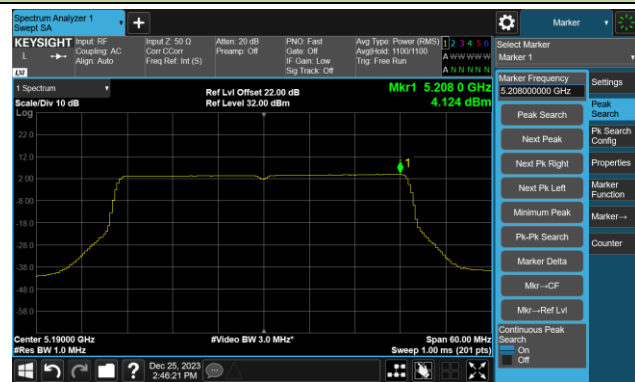 Spectrum Analyzer 1
Swept SA
Marker
KEYSIGHT
L
LXI
Input: RF
Coupling: AC
Align: Auto
Input Z: 50 Ω
Corr CCorr
Freq Ref: Int (S)
Atten: 20 dB
Preamp: Off
PNO: Fast
Gate: Off
IF Gain: Low
Sig Track: Off
Avg Type: Power (RMS)
Avg|Hold: 1100/1100
Trig: Free Run
1 2 3 4 5 6
A W W W W W
A N N N N N
Select Marker
Marker 1
1 Spectrum
Scale/Div 10 dB
Log
Ref Lvl Offset 22.00 dB
Ref Level 32.00 dBm
Mkr1 5.208 0 GHz
4.124 dBm
22.0
12.0
2.00
-8.00
-18.0
-28.0
-38.0
-48.0
-58.0
1
Center 5.19000 GHz
#Res BW 1.0 MHz
#Video BW 3.0 MHz*
Span 60.00 MHz
Sweep 1.00 ms (201 pts)
Marker Frequency
5.208000000 GHz
Peak Search
Next Peak
Next Pk Right
Next Pk Left
Minimum Peak
Pk-Pk Search
Marker Delta
Mkr→CF
Mkr→Ref Lvl
Continuous Peak
Search
On
Off
Settings
Peak
Search
Pk Search
Config
Properties
Marker
Function
Marker→
Counter
?
Dec 25, 2023
2:46:21 PM